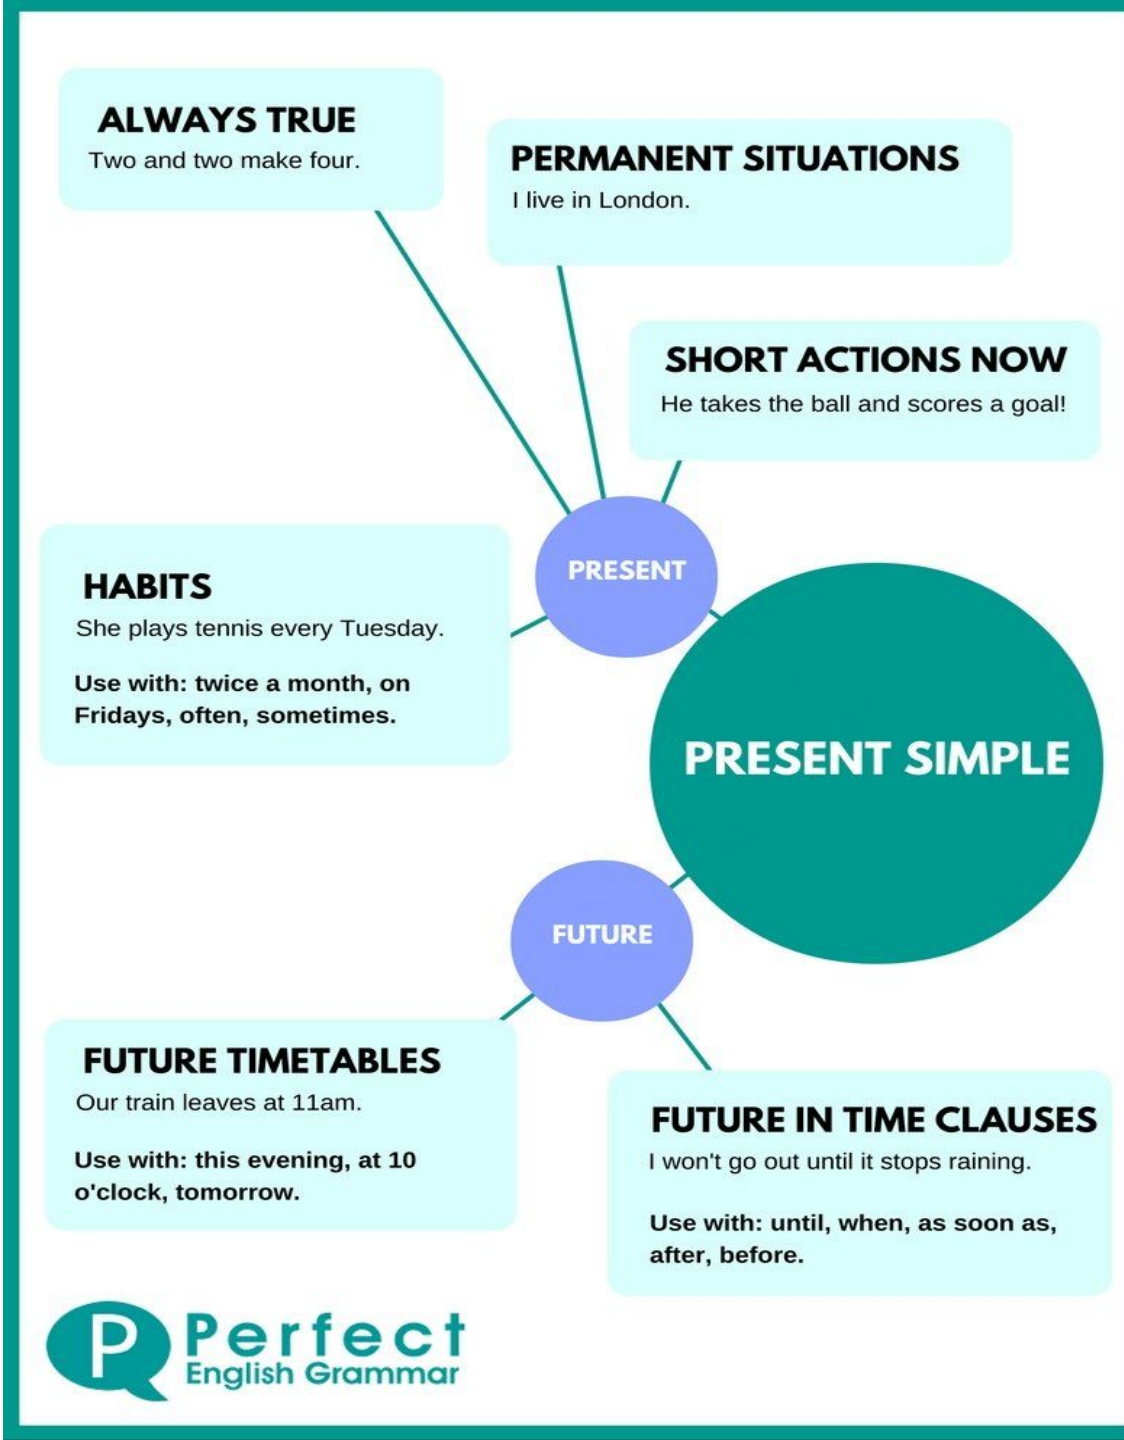 ALWAYS TRUE
Two and two make four.
PERMANENT SITUATIONS
I live in London.
SHORT ACTIONS NOW
He takes the ball and scores a goal!
PRESENT
HABITS
She plays tennis every Tuesday.
Use with: twice a month, on
Fridays, often, sometimes.
PRESENT SIMPLE
FUTURE
FUTURE TIMETABLES
Our train leaves at 11am.
Use with: this evening, at 10
o'clock, tomorrow.
FUTURE IN TIME CLAUSES
I won't go out until it stops raining.
Use with: until, when, as soon as,
after, before.
P
Perfect
English Grammar